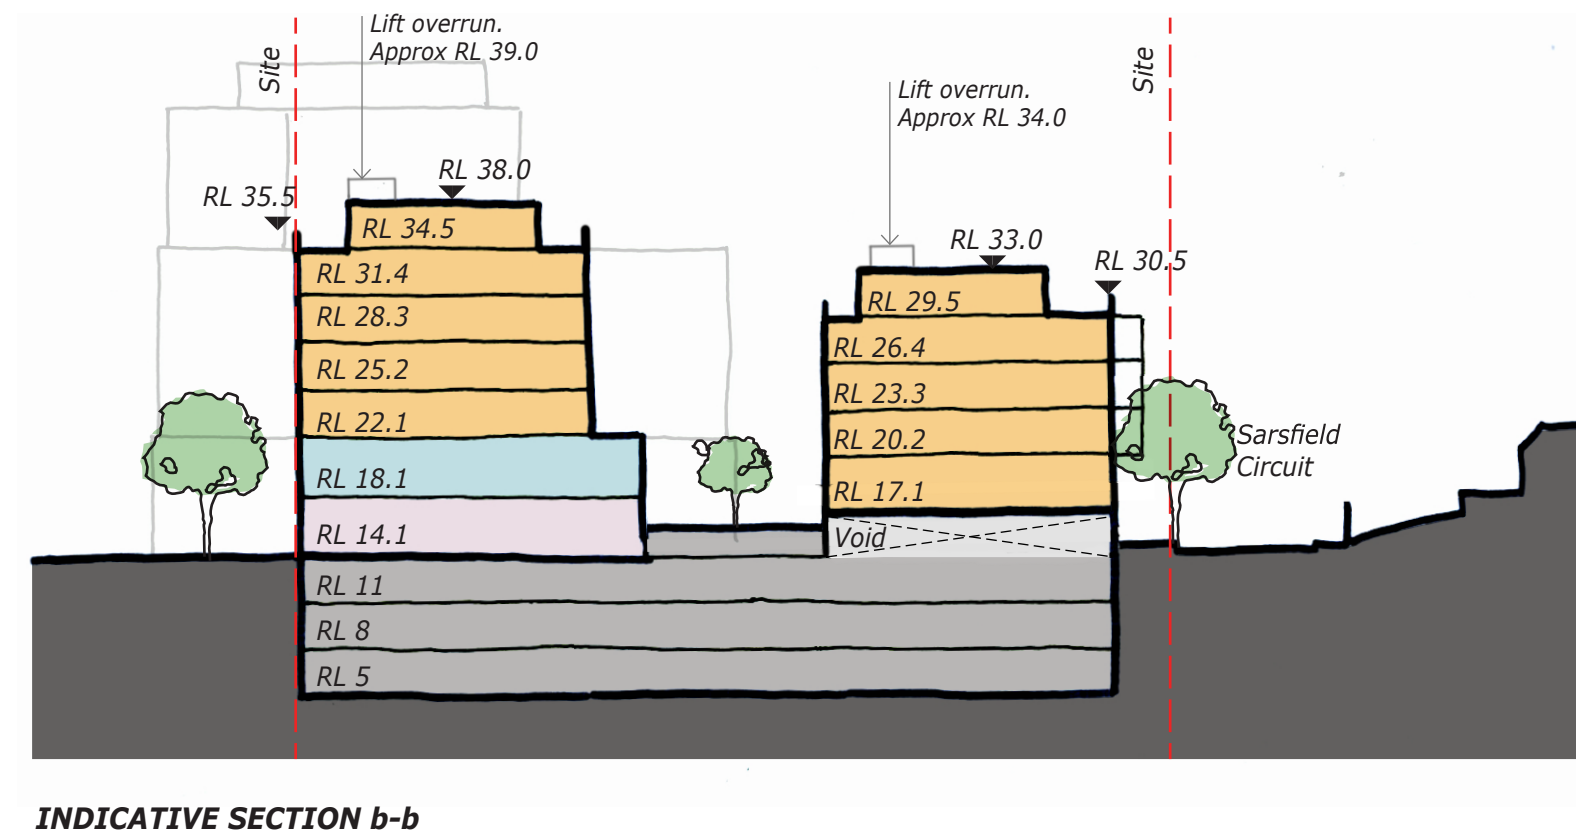 Lift overrun.
Approx RL 39.0
Site
Site
Lift overrun.
Approx RL 34.0
RL 38.0
RL 35.5
RL 34.5
RL 31.4
RL 28.3
RL 25.2
RL 22.1
RL 18.1
RL 14.1
RL 11
RL 8
RL 5
RL 33.0
RL 30.5
RL 29.5
RL 26.4
RL 23.3
RL 20.2
RL 17.1
Void
Sarsfield
Circuit
INDICATIVE SECTION b-b